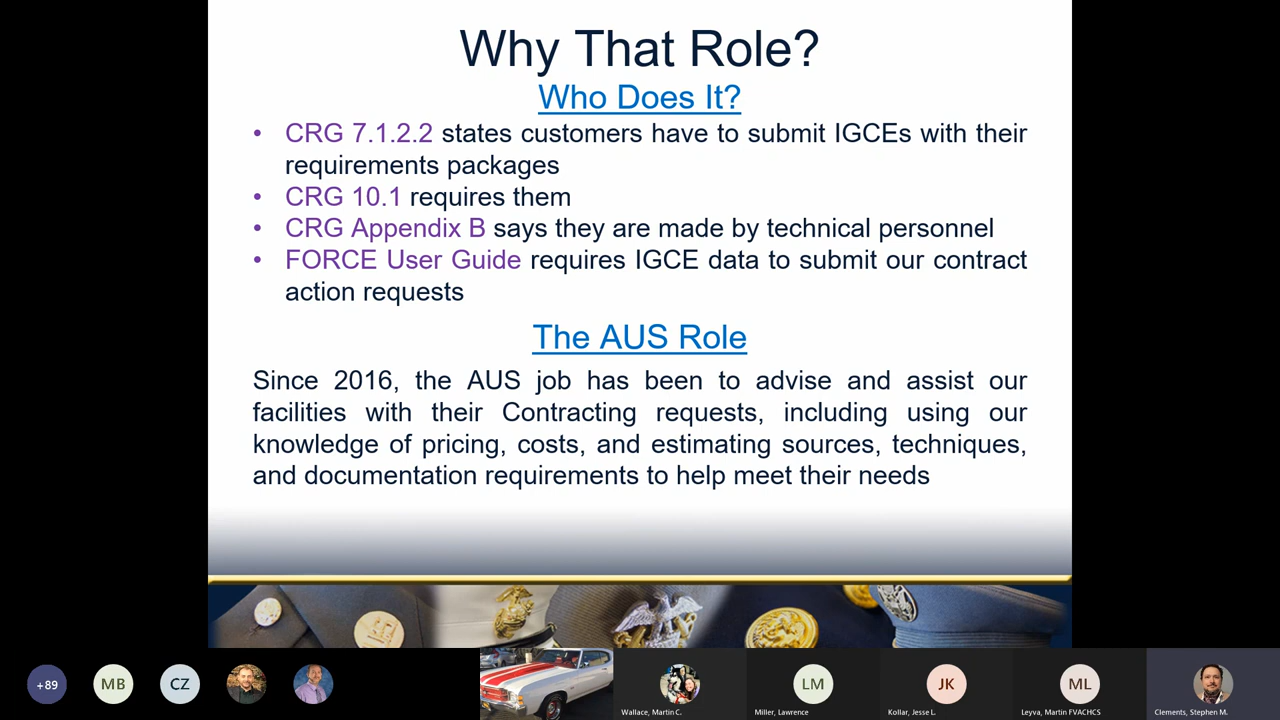 Why That Role?
Who Does It?
• CRG 7.1.2.2 states customers have to submit IGCEs with their
requirements packages
• CRG 10.1 requires them
• CRG Appendix B says they are made by technical personnel
• FORCE User Guide requires IGCE data to submit our contract
action requests
The AUS Role
Since 2016, the AUS job has been to advise and assist our
facilities with their Contracting requests, including using our
knowledge of pricing, costs, and estimating sources, techniques,
and documentation requirements to help meet their needs
+89
MB
CZ
LM
JK
ML
Wallace, Martin C.
Miller, Lawrence
Kollar, Jesse L.
Leyva, Martin FVACHCS
Clements, Stephen M.